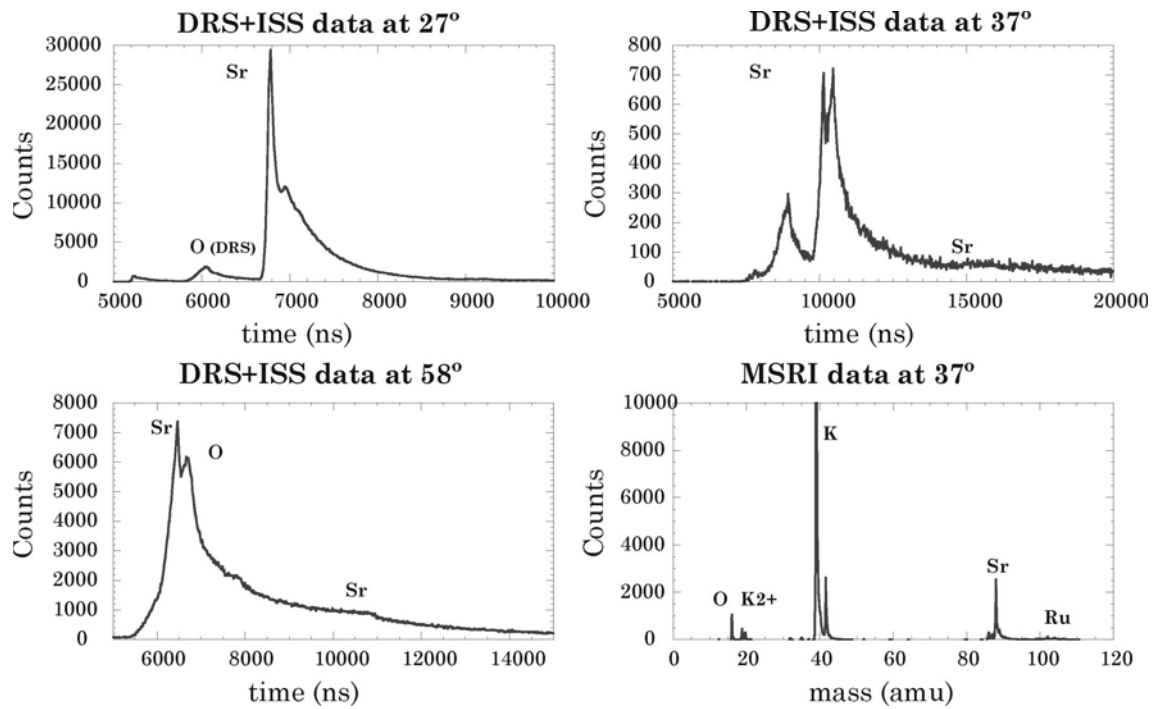 DRS+ISS data at 27º
30000
25000
20000
15000
10000
5000
0
Counts
Sr
O (DRS)
5000 6000 7000 8000 9000 10000
time (ns)
DRS+ISS data at 37º
800
700
600
500
400
300
200
100
0
Counts
Sr
Sr
5000 10000 15000 20000
time (ns)
DRS+ISS data at 58º
8000
7000
6000
5000
4000
3000
2000
1000
0
Counts
Sr
O
Sr
6000 8000 10000 12000 14000
time (ns)
MSRI data at 37º
10000
8000
6000
4000
2000
0
Counts
K
O K2+
Sr
Ru
0 20 40 60 80 100 120
mass (amu)